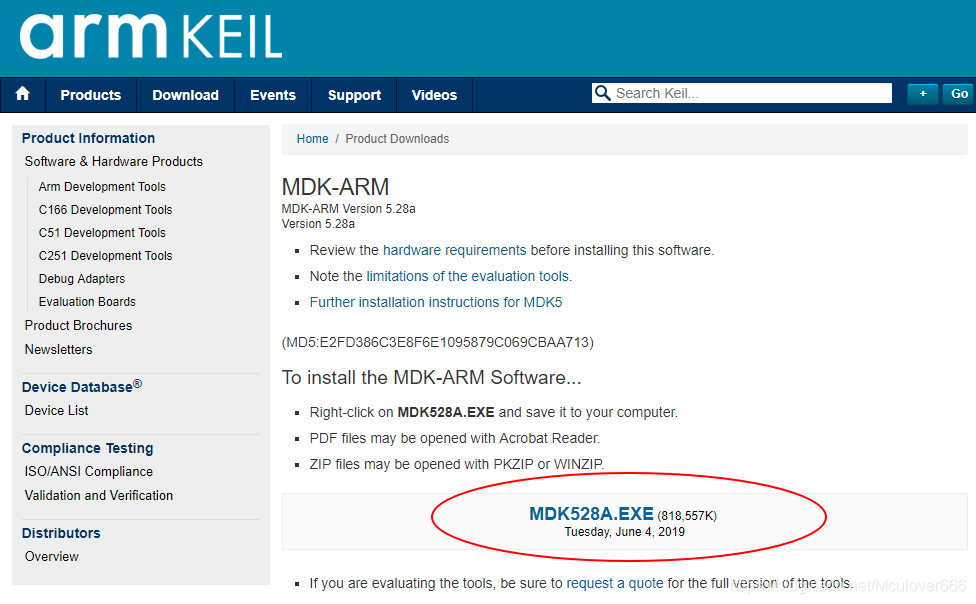 arm KEIL
Products Download Events Support Videos Search Keil... + Go
Product Information
Software & Hardware Products
Arm Development Tools
C166 Development Tools
C51 Development Tools
C251 Development Tools
Debug Adapters
Evaluation Boards
Product Brochures
Newsletters
Device Database®
Device List
Compliance Testing
ISO/ANSI Compliance
Validation and Verification
Distributors
Overview
Home / Product Downloads
MDK-ARM
MDK-ARM Version 5.28a
Version 5.28a
Review the hardware requirements before installing this software.
Note the limitations of the evaluation tools.
Further installation instructions for MDK5
(MD5:E2FD386C3E8F6E1095879C069CBAA713)
To install the MDK-ARM Software...
Right-click on MDK528A.EXE and save it to your computer.
PDF files may be opened with Acrobat Reader.
ZIP files may be opened with PKZIP or WINZIP.
MDK528A.EXE (818,557K)
Tuesday, June 4, 2019
If you are evaluating the tools, be sure to request a quote for the full version of the tools.
https://blog.csdn.net/Mculover666